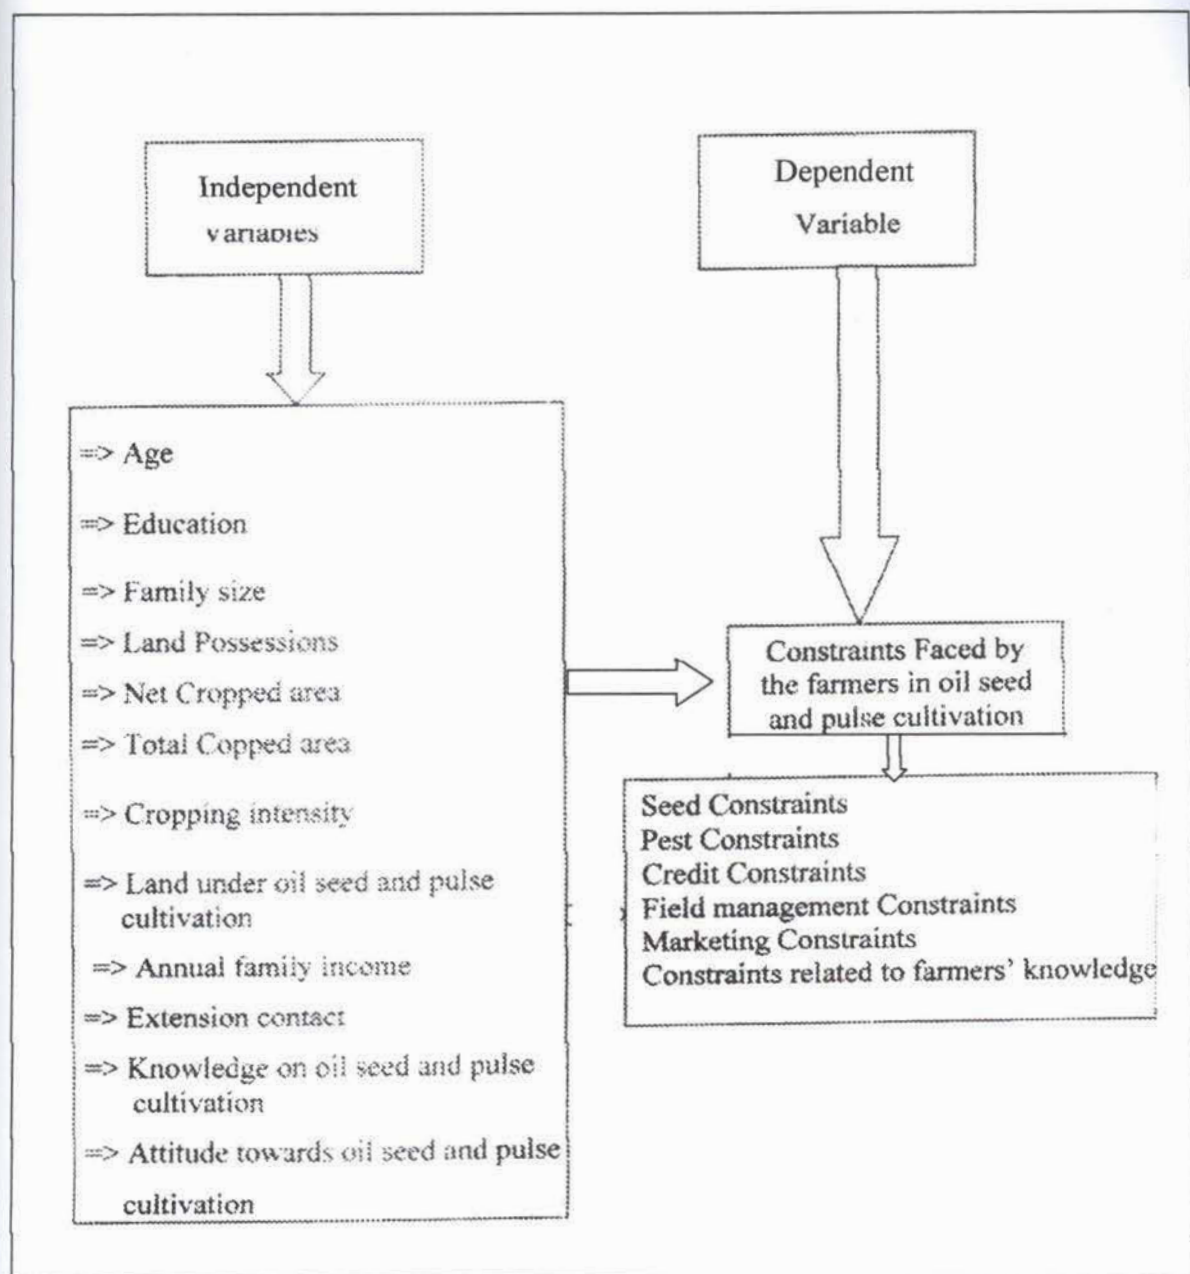 Independent
variables
Dependent
Variable
=> Age
=> Education
=> Family size
=> Land Possessions
=> Net Cropped area
=> Total Copped area
=> Cropping intensity
=> Land under oil seed and pulse
cultivation
=> Annual family income
=> Extension contact
=> Knowledge on oil seed and pulse
cultivation
=> Attitude towards oil seed and pulse
cultivation
Constraints Faced by
the farmers in oil seed
and pulse cultivation
Seed Constraints
Pest Constraints
Credit Constraints
Field management Constraints
Marketing Constraints
Constraints related to farmers' knowledge